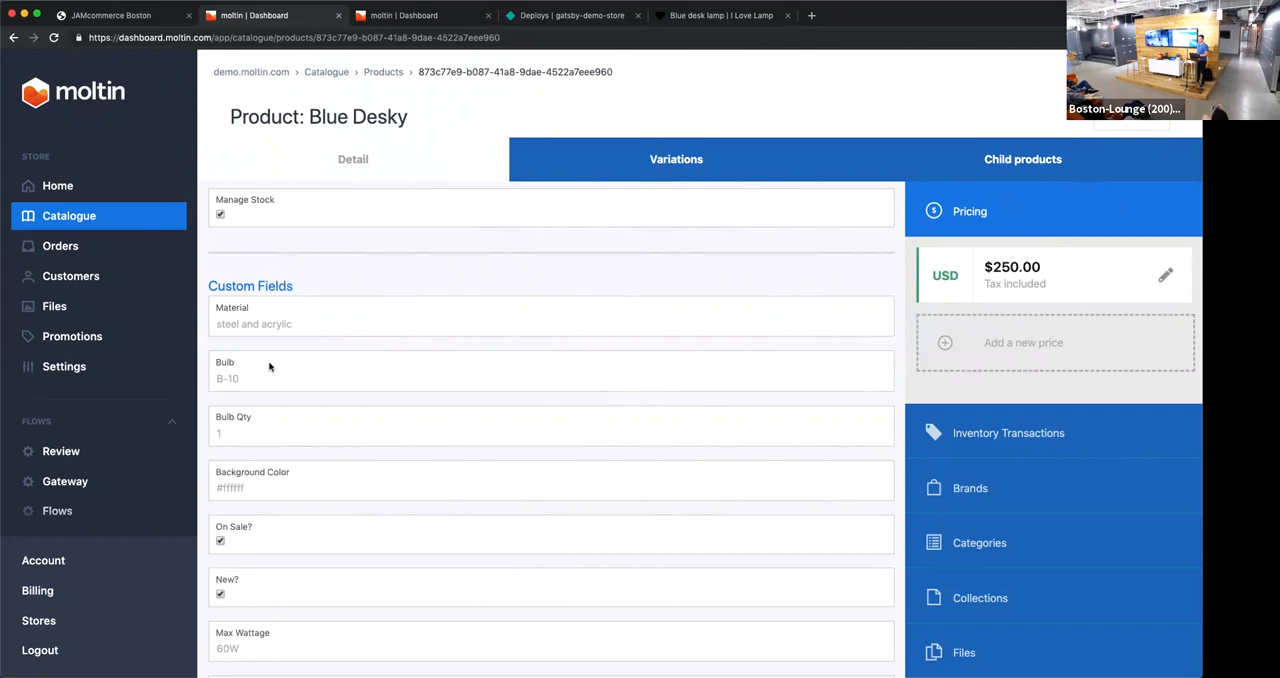 JAMcommerce Boston
moltin | Dashboard
moltin | Dashboard
Deploys | gatsby-demo-store
Blue desk lamp | I Love Lamp
https://dashboard.moltin.com/app/catalogue/products/873c77e9-b087-41a8-9dae-4522a7eee960
Boston-Lounge (200)...
moltin
STORE
Home
Catalogue
Orders
Customers
Files
Promotions
Settings
FLOWS
Review
Gateway
Flows
Account
Billing
Stores
Logout
demo.moltin.com > Catalogue > Products > 873c77e9-b087-41a8-9dae-4522a7eee960
Product: Blue Desky
Detail
Variations
Child products
Manage Stock
Custom Fields
Material
steel and acrylic
Bulb
B-10
Bulb Qty
1
Background Color
#ffffff
On Sale?
New?
Max Wattage
60W
Pricing
USD
$250.00
Tax included
Add a new price
Inventory Transactions
Brands
Categories
Collections
Files